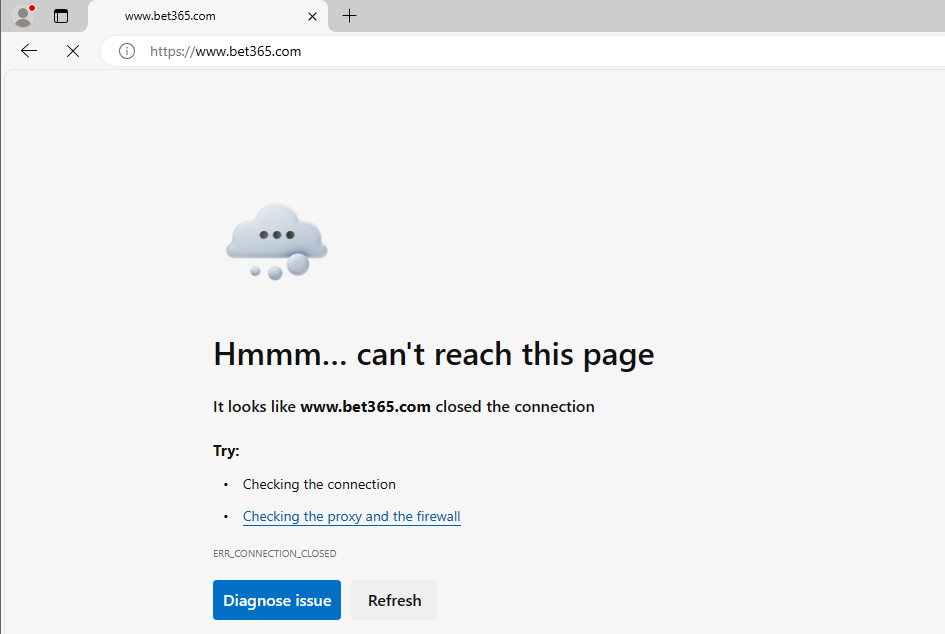 www.bet365.com
https://www.bet365.com
Hmmm… can't reach this page
It looks like www.bet365.com closed the connection
Try:
• Checking the connection
• Checking the proxy and the firewall
ERR_CONNECTION_CLOSED
Diagnose issue
Refresh